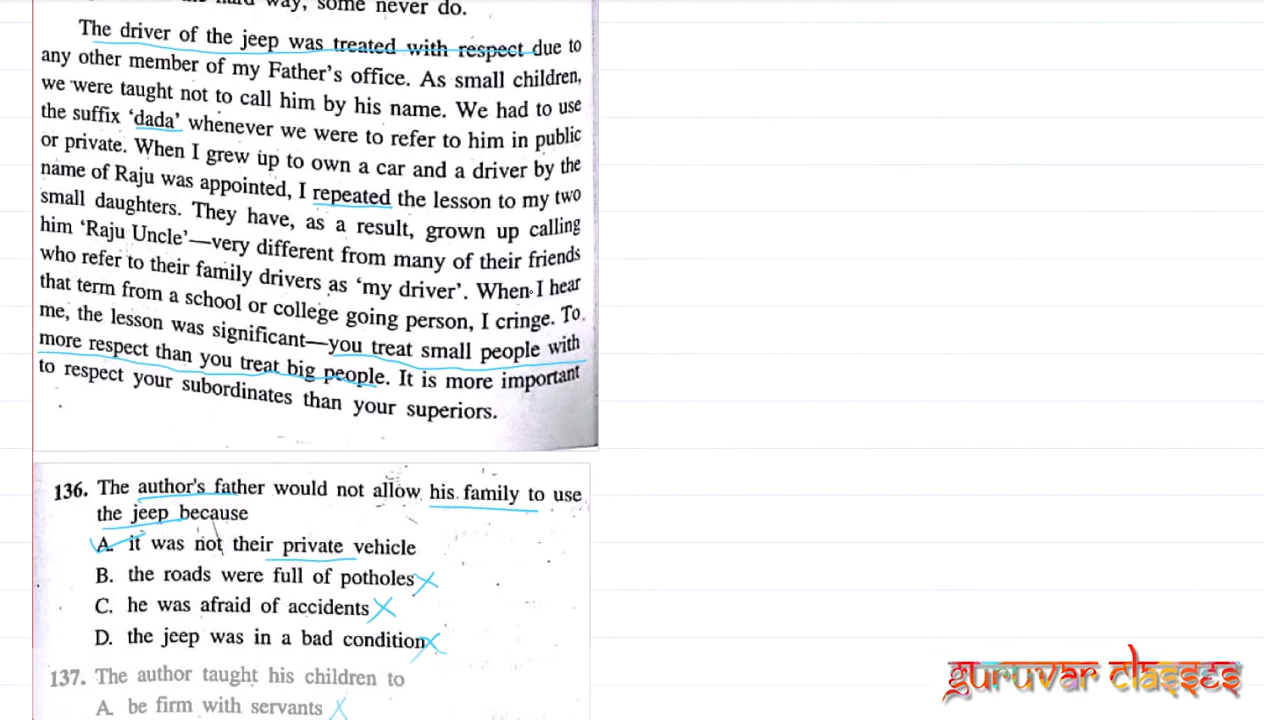 way, some never do.
The driver of the jeep was treated with respect due to
any other member of my Father's office. As small children,
we were taught not to call him by his name. We had to use
the suffix 'dada' whenever we were to refer to him in public
or private. When I grew up to own a car and a driver by the
name of Raju was appointed, I repeated the lesson to my two
small daughters. They have, as a result, grown up calling
him 'Raju Uncle'—very different from many of their friends
who refer to their family drivers as 'my driver'. When I hear
that term from a school or college going person, I cringe. To
me, the lesson was significant—you treat small people with
more respect than you treat big people. It is more important
to respect your subordinates than your superiors.
136. The author's father would not allow his family to use
the jeep because
A. it was not their private vehicle
B. the roads were full of potholes
C. he was afraid of accidents
D. the jeep was in a bad condition
137. The author taught his children to
A. be firm with servants
guruvar classes